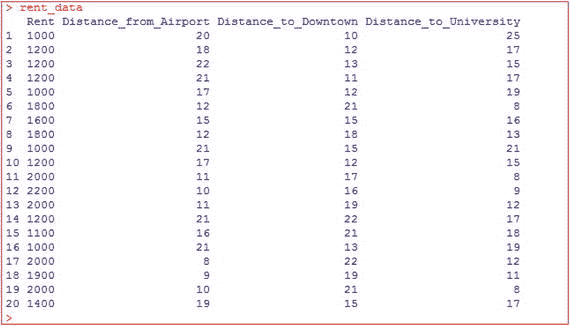 > rent_data
   Rent Distance_from_Airport Distance_to_Downtown Distance_to_University
1  1000                    20                   10                     25
2  1200                    18                   12                     17
3  1200                    22                   13                     15
4  1200                    21                   11                     17
5  1000                    17                   12                     19
6  1800                    12                   21                      8
7  1600                    15                   15                     16
8  1800                    12                   18                     13
9  1000                    21                   15                     21
10 1200                    17                   12                     15
11 2000                    11                   17                      8
12 2200                    10                   16                      9
13 2000                    11                   19                     12
14 1200                    21                   22                     17
15 1100                    16                   21                     18
16 1000                    21                   13                     19
17 2000                     8                   22                     12
18 1900                     9                   19                     11
19 2000                    10                   21                      8
20 1400                    19                   15                     17
>